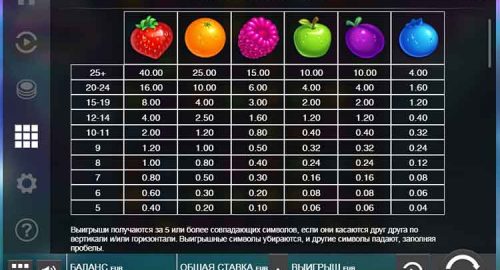 25+ 40.00 25.00 15.00 10.00 10.00 4.00
20-24 16.00 10.00 6.00 4.00 4.00 1.60
15-19 8.00 4.00 3.00 2.00 2.00 1.20
12-14 4.00 2.50 1.60 1.20 1.20 0.40
10-11 2.00 1.20 0.80 0.40 0.40 0.32
9 1.20 1.00 0.50 0.32 0.32 0.24
8 1.00 0.80 0.40 0.24 0.24 0.12
7 0.80 0.50 0.30 0.16 0.16 0.08
6 0.60 0.30 0.20 0.08 0.08 0.06
5 0.40 0.20 0.10 0.06 0.06 0.04
Выигрыши получаются за 5 или более совпадающих символов, если они касаются друг друга по
вертикали и/или горизонтали. Выигрышные символы убираются, и другие символы падают, заполняя
пробелы.
БАЛАНС EUR ОБЩАЯ СТАВКА EUR ВЫИГРЫШ EUR